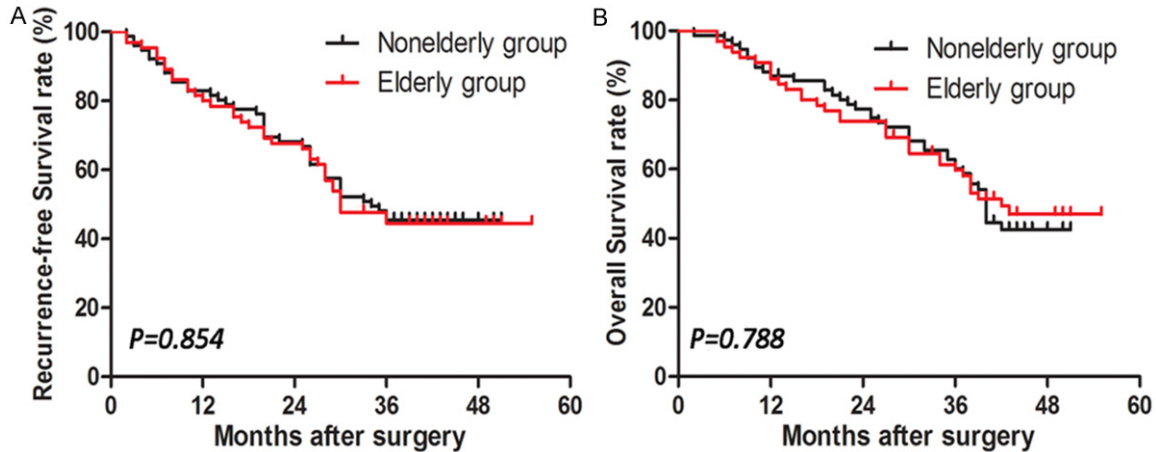 A
Recurrence-free Survival rate (%)
100
80
60
40
20
0
0 12 24 36 48 60
Months after surgery
Nonelderly group
Elderly group
P=0.854
B
Overall Survival rate (%)
100
80
60
40
20
0
0 12 24 36 48 60
Months after surgery
Nonelderly group
Elderly group
P=0.788